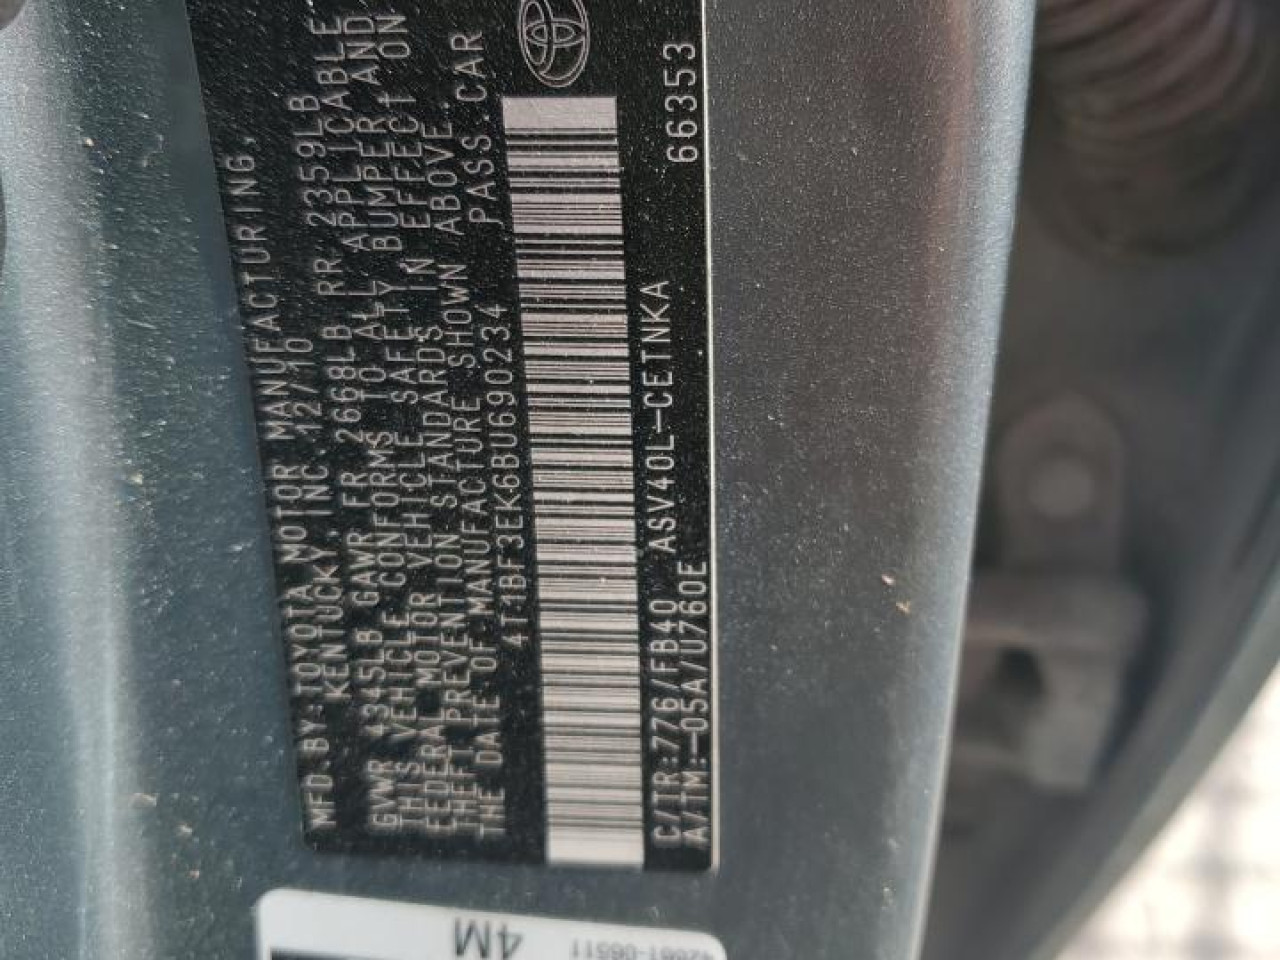 MFD.BY:TOYOTA MOTOR MANUFACTURING,
KENTUCKY,INC. 12/10
GVWR 4345LB GAWR FR 2668LB RR 2359LB
THIS VEHICLE CONFORMS TO ALL APPLICABLE
FEDERAL MOTOR VEHICLE SAFETY, BUMPER AND
THEFT PREVENTION STANDARDS IN EFFECT ON
THE DATE OF MANUFACTURE SHOWN ABOVE.
4T1BF3EK6BU690234 PASS.CAR
C/TR:776/FB40 ASV40L-CETNKA 66353
A/TM:-05A/U760E
4M
42661-06511